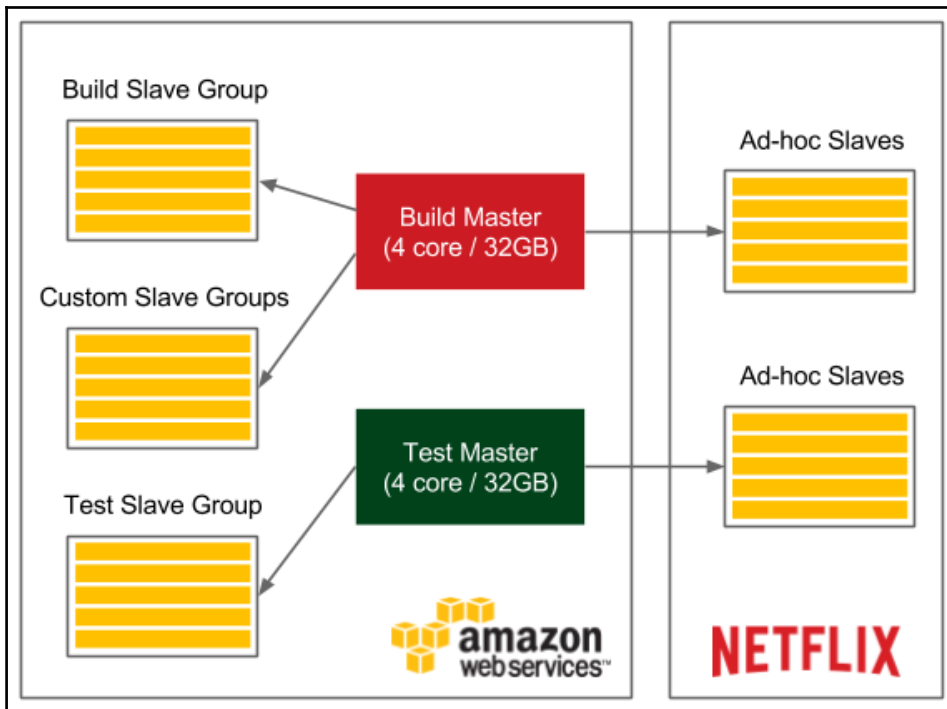 Build Slave Group
Custom Slave Groups
Test Slave Group
Build Master
(4 core / 32GB)
Test Master
(4 core / 32GB)
amazon
webservices™
Ad-hoc Slaves
Ad-hoc Slaves
NETFLIX